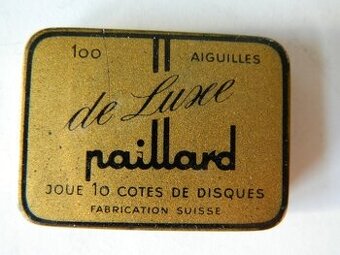 100 AIGUILLES
de Luxe
paillard
JOUE 10 COTES DE DISQUES
FABRICATION SUISSE